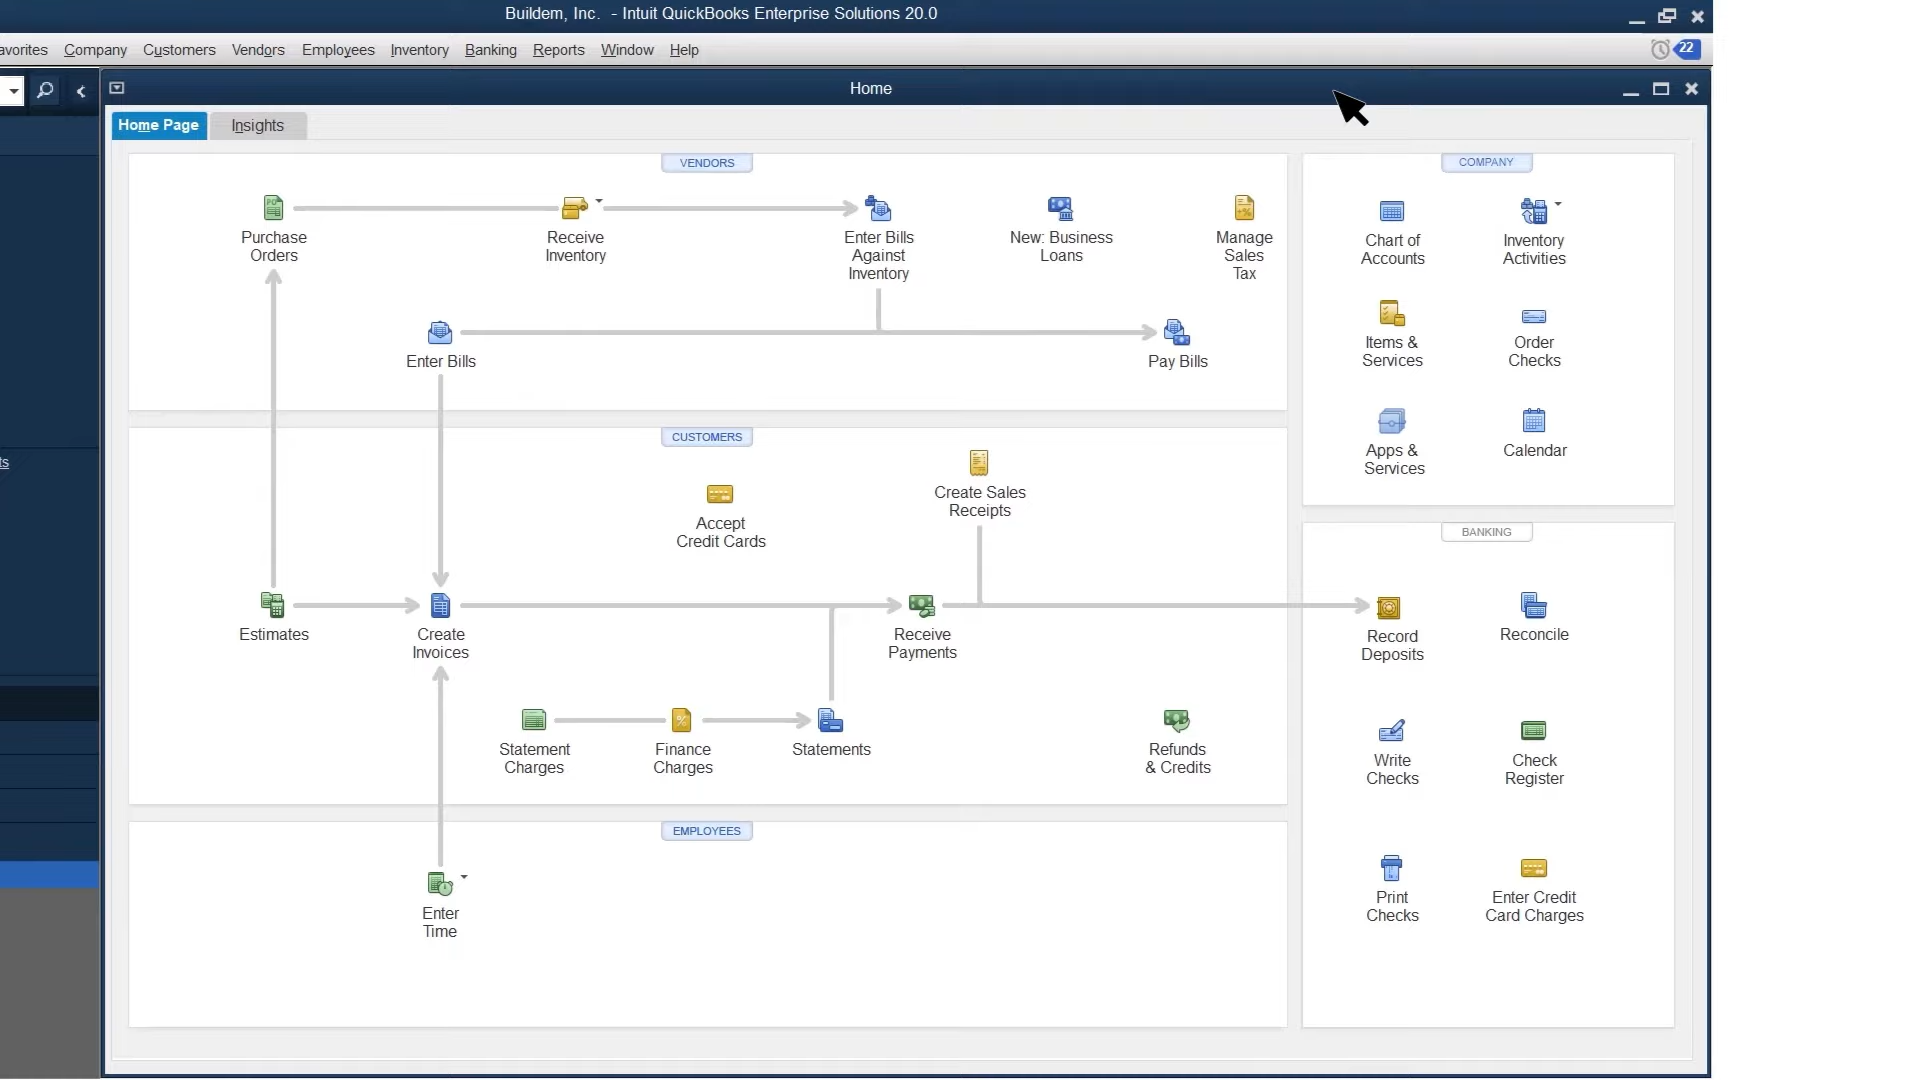 Buildem, Inc. - Intuit QuickBooks Enterprise Solutions 20.0
avorites Company Customers Vendors Employees Inventory Banking Reports Window Help
22
Home
Home Page Insights
VENDORS
Purchase
Orders
Receive
Inventory
Enter Bills
Against
Inventory
New: Business
Loans
Manage
Sales
Tax
Enter Bills
Pay Bills
CUSTOMERS
Accept
Credit Cards
Create Sales
Receipts
Estimates
Create
Invoices
Receive
Payments
Statement
Charges
Finance
Charges
Statements
Refunds
& Credits
EMPLOYEES
Enter
Time
COMPANY
Chart of
Accounts
Inventory
Activities
Items &
Services
Order
Checks
Apps &
Services
Calendar
BANKING
Record
Deposits
Reconcile
Write
Checks
Check
Register
Print
Checks
Enter Credit
Card Charges
ts